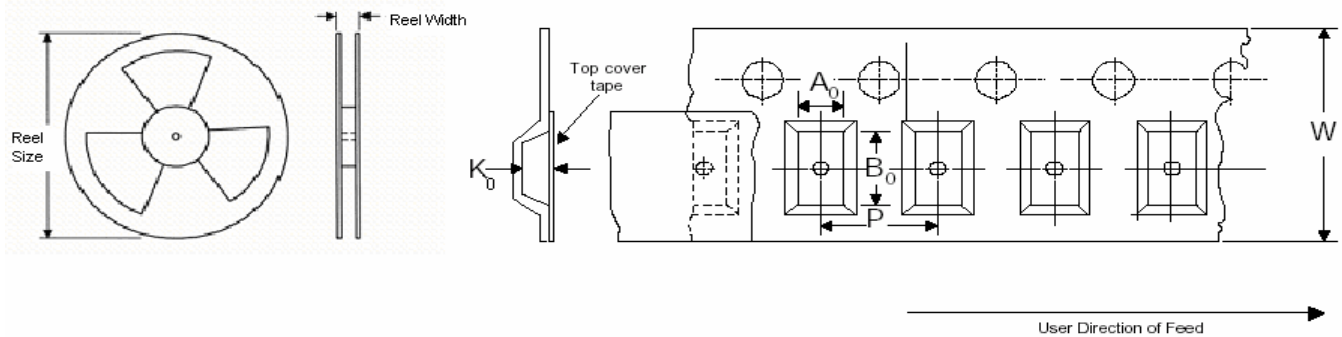 Reel Width
Reel
Size
Top cover
tape
K0
A0
B0
P
W
User Direction of Feed